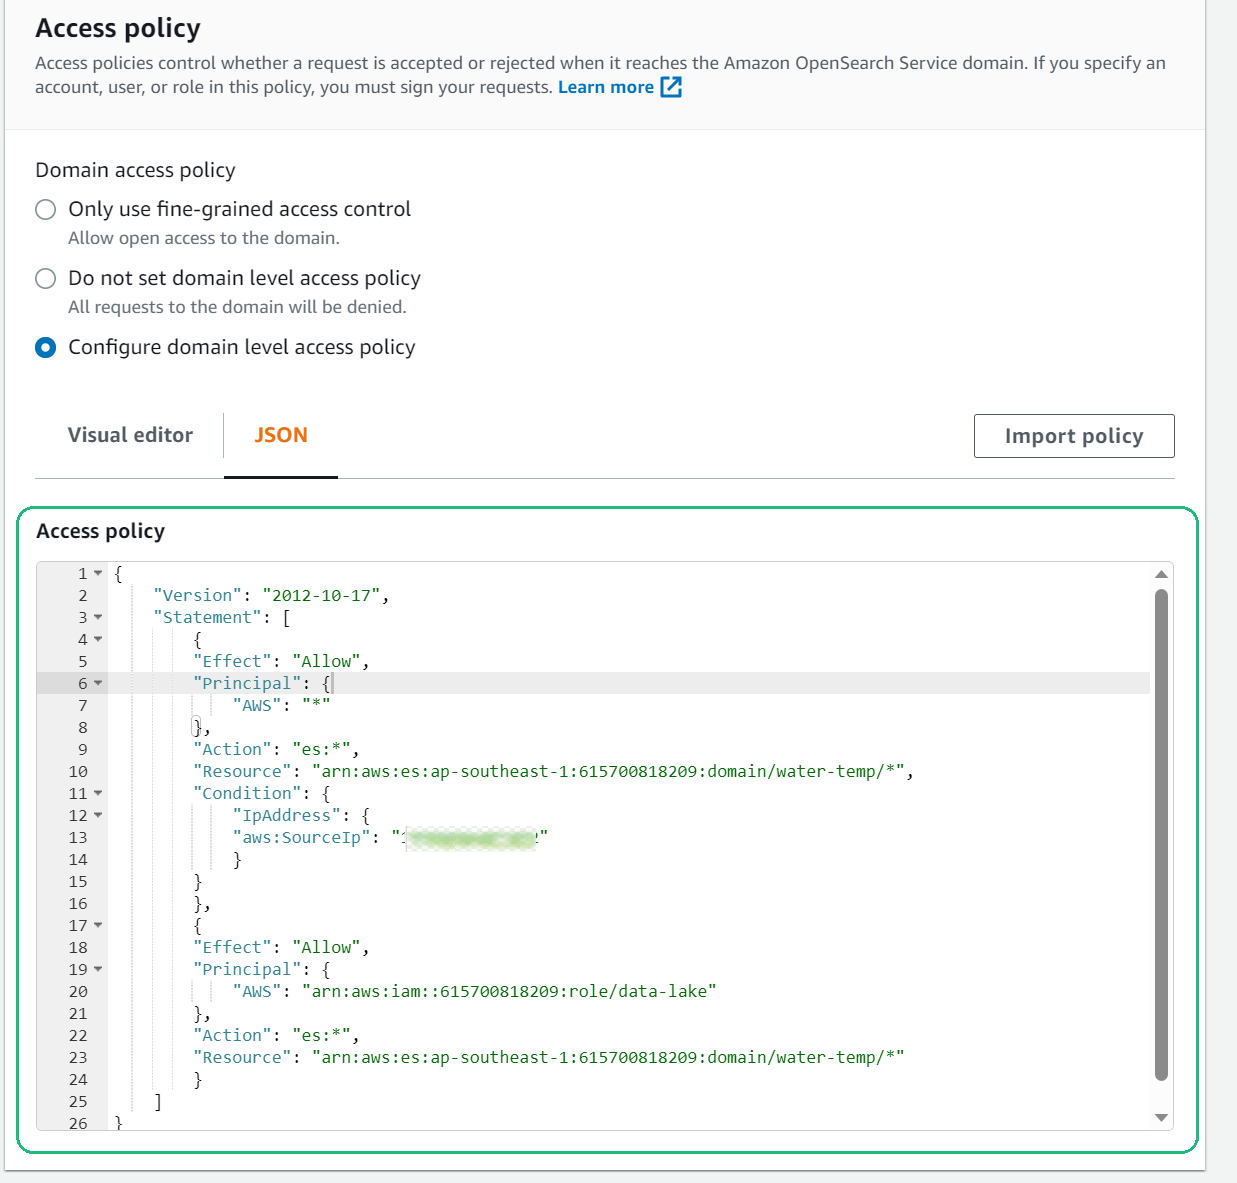 Access policy
Access policies control whether a request is accepted or rejected when it reaches the Amazon OpenSearch Service domain. If you specify an
account, user, or role in this policy, you must sign your requests. Learn more
Domain access policy
Only use fine-grained access control
Allow open access to the domain.
Do not set domain level access policy
All requests to the domain will be denied.
Configure domain level access policy
Visual editor JSON Import policy
Access policy
1 {
2 "Version": "2012-10-17",
3 "Statement": [
4 {
5 "Effect": "Allow",
6 "Principal": {
7 "AWS": "*"
8 },
9 "Action": "es:*",
10 "Resource": "arn:aws:es:ap-southeast-1:615700818209:domain/water-temp/*",
11 "Condition": {
12 "IpAddress": {
13 "aws:SourceIp": "
14 }
15 }
16 },
17 {
18 "Effect": "Allow",
19 "Principal": {
20 "AWS": "arn:aws:iam::615700818209:role/data-lake"
21 },
22 "Action": "es:*",
23 "Resource": "arn:aws:es:ap-southeast-1:615700818209:domain/water-temp/*"
24 }
25 ]
26 }